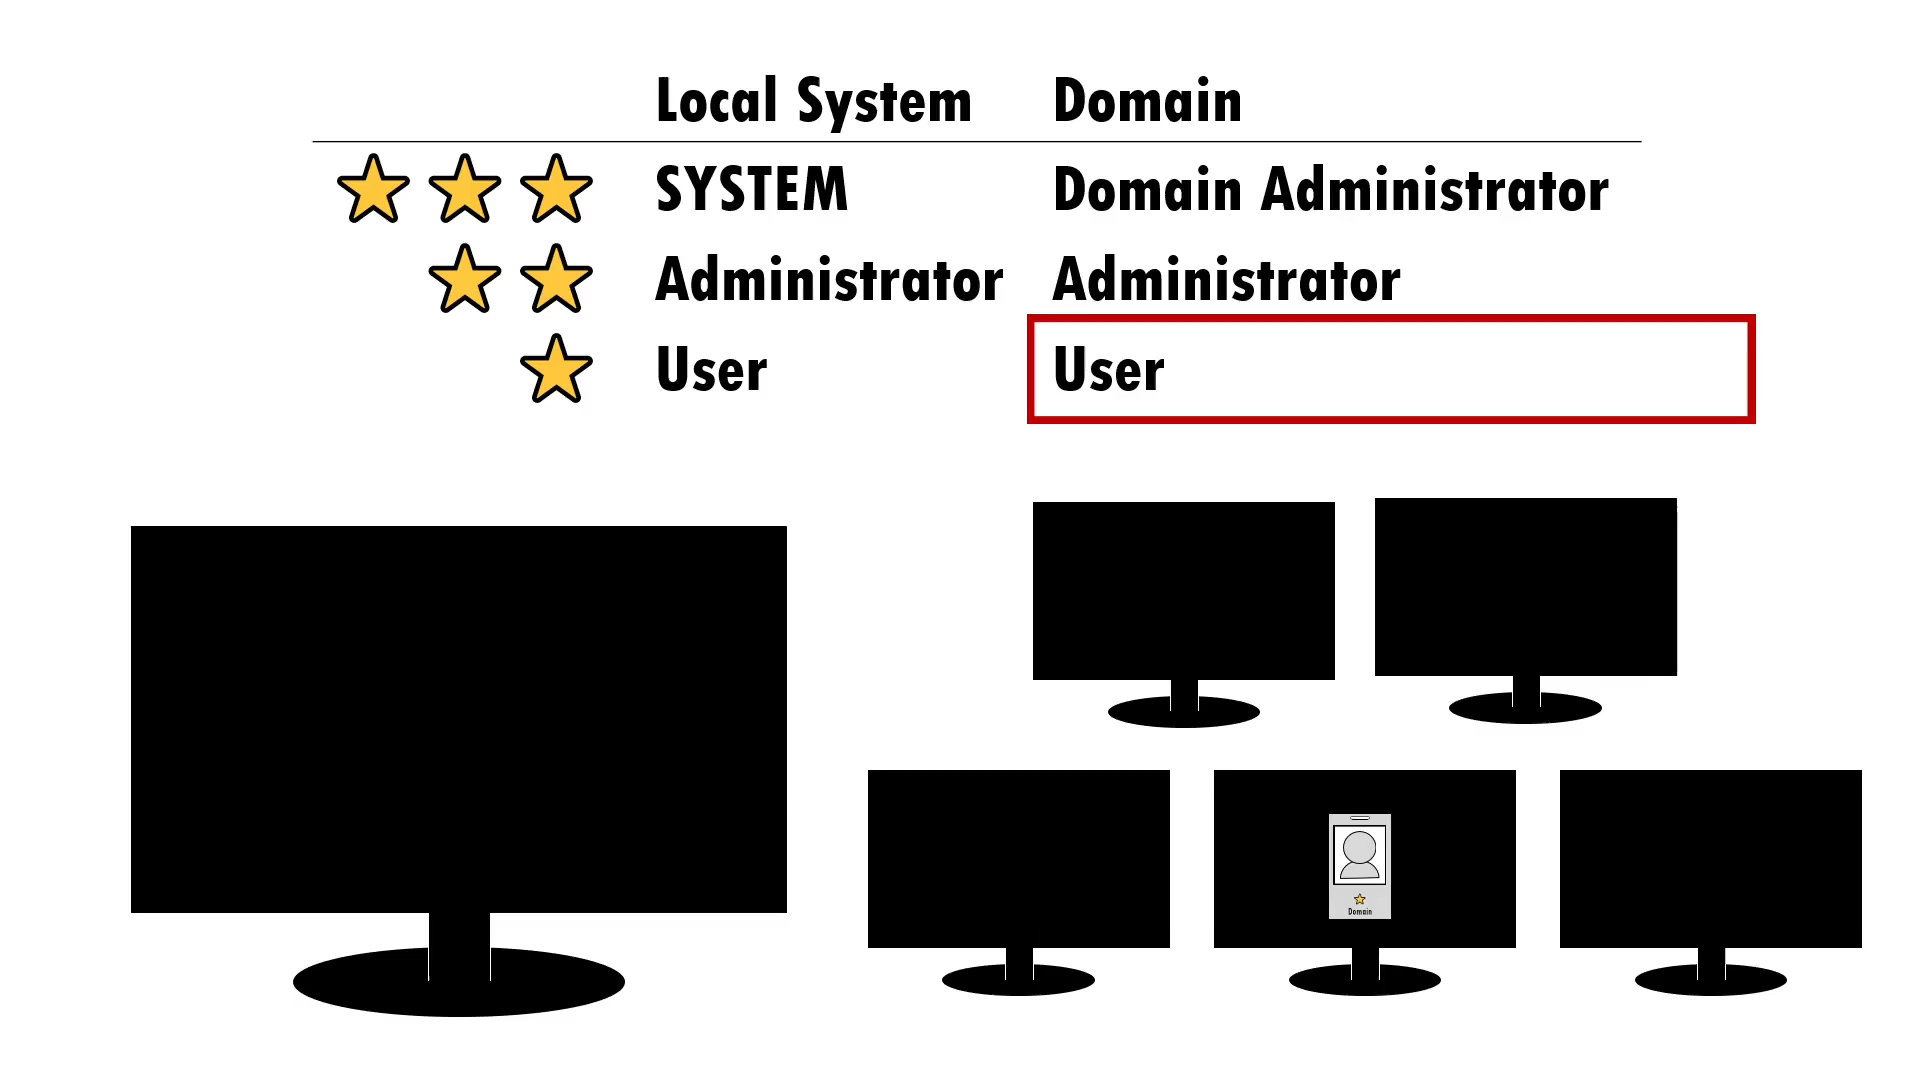 Local System Domain
SYSTEM Domain Administrator
Administrator Administrator
User User
Domain